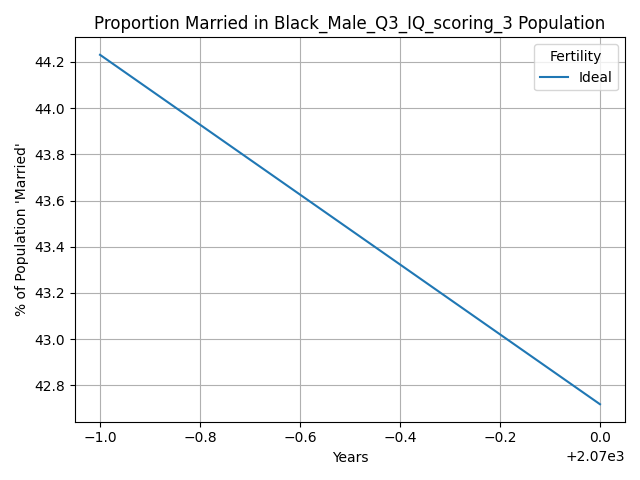 Proportion Married in Black_Male_Q3_IQ_scoring_3 Population
Fertility
Ideal
44.2
44.0
43.8
43.6
43.4
43.2
43.0
42.8
% of Population 'Married'
−1.0
−0.8
−0.6
−0.4
−0.2
0.0
+2.07e3
Years